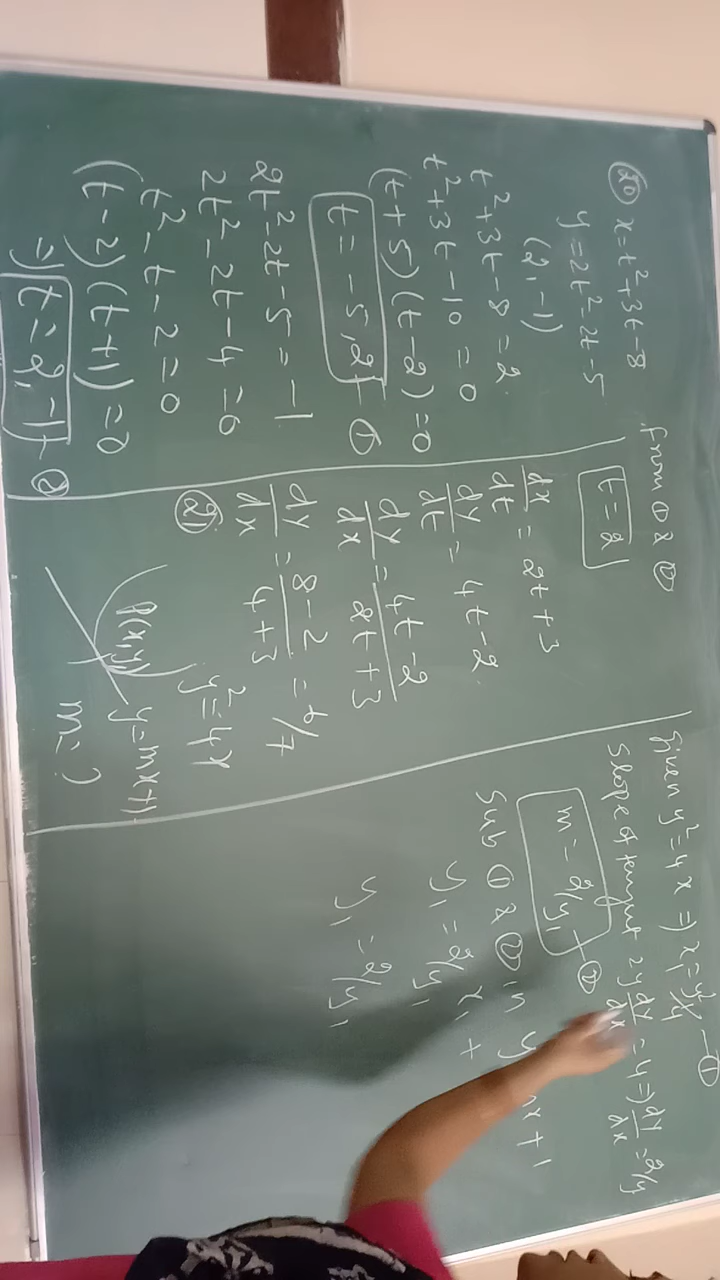 20) x = t²+3t-8
y = 2t²-2t-5
(2,-1)
t²+3t-8 = 2.
t²+3t-10 = 0
(t+5)(t-2) = 0
t = -5, 2 - ①
2t²-2t-5 = -1
2t²-2t-4 = 0
t²-t-2 = 0
(t-2)(t+1) = 0
⇒ t = 2, -1 - ②
From ① & ②
t = 2
dx/dt = 2t+3
dy/dt = 4t-2.
dy/dx = 4t-2/2t+3
dy/dx = 8-2/4+3 = 6/7
21) y² = 4x
P(x₁y₁)
y = mx+1
m = ?
Given y² = 4x ⇒ x₁ = y₁²/4 - ①
Slope of tangent 2y dy/dx = 4 ⇒ dy/dx = 2/y
m = 2/y₁ - ②
Sub ① & ② in y mx+1
y₁ = 2/y₁ x₁ +
y₁ = 2/y₁